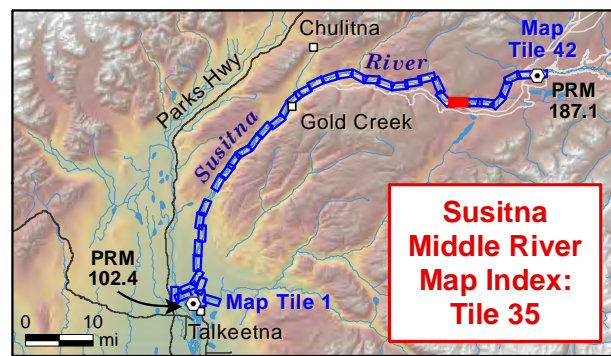 Chulitna
Map
Tile 42
River
PRM
187.1
Parks Hwy
Gold Creek
Susitna
Susitna
Middle River
Map Index:
Tile 35
PRM
102.4
Map Tile 1
Talkeetna
0 10
mi